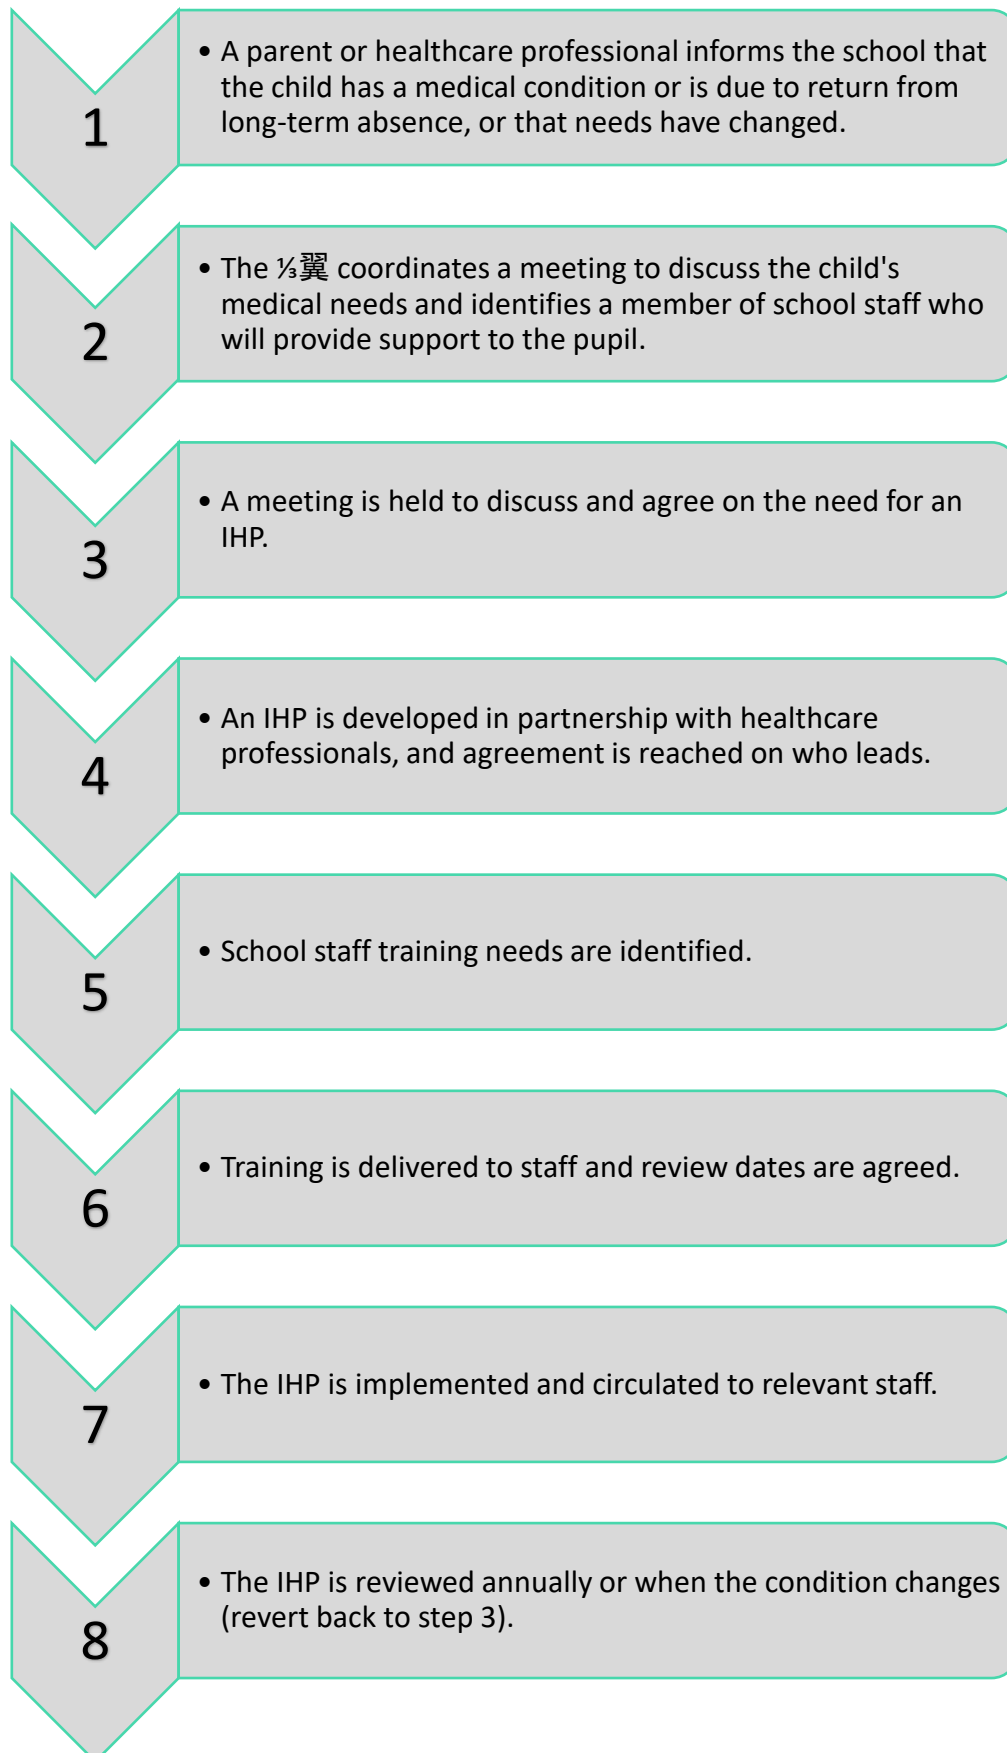 1
• A parent or healthcare professional informs the school that
the child has a medical condition or is due to return from
long-term absence, or that needs have changed.
2
• The ⅓翼 coordinates a meeting to discuss the child's
medical needs and identifies a member of school staff who
will provide support to the pupil.
3
• A meeting is held to discuss and agree on the need for an
IHP.
4
• An IHP is developed in partnership with healthcare
professionals, and agreement is reached on who leads.
5
• School staff training needs are identified.
6
• Training is delivered to staff and review dates are agreed.
7
• The IHP is implemented and circulated to relevant staff.
8
• The IHP is reviewed annually or when the condition changes
(revert back to step 3).